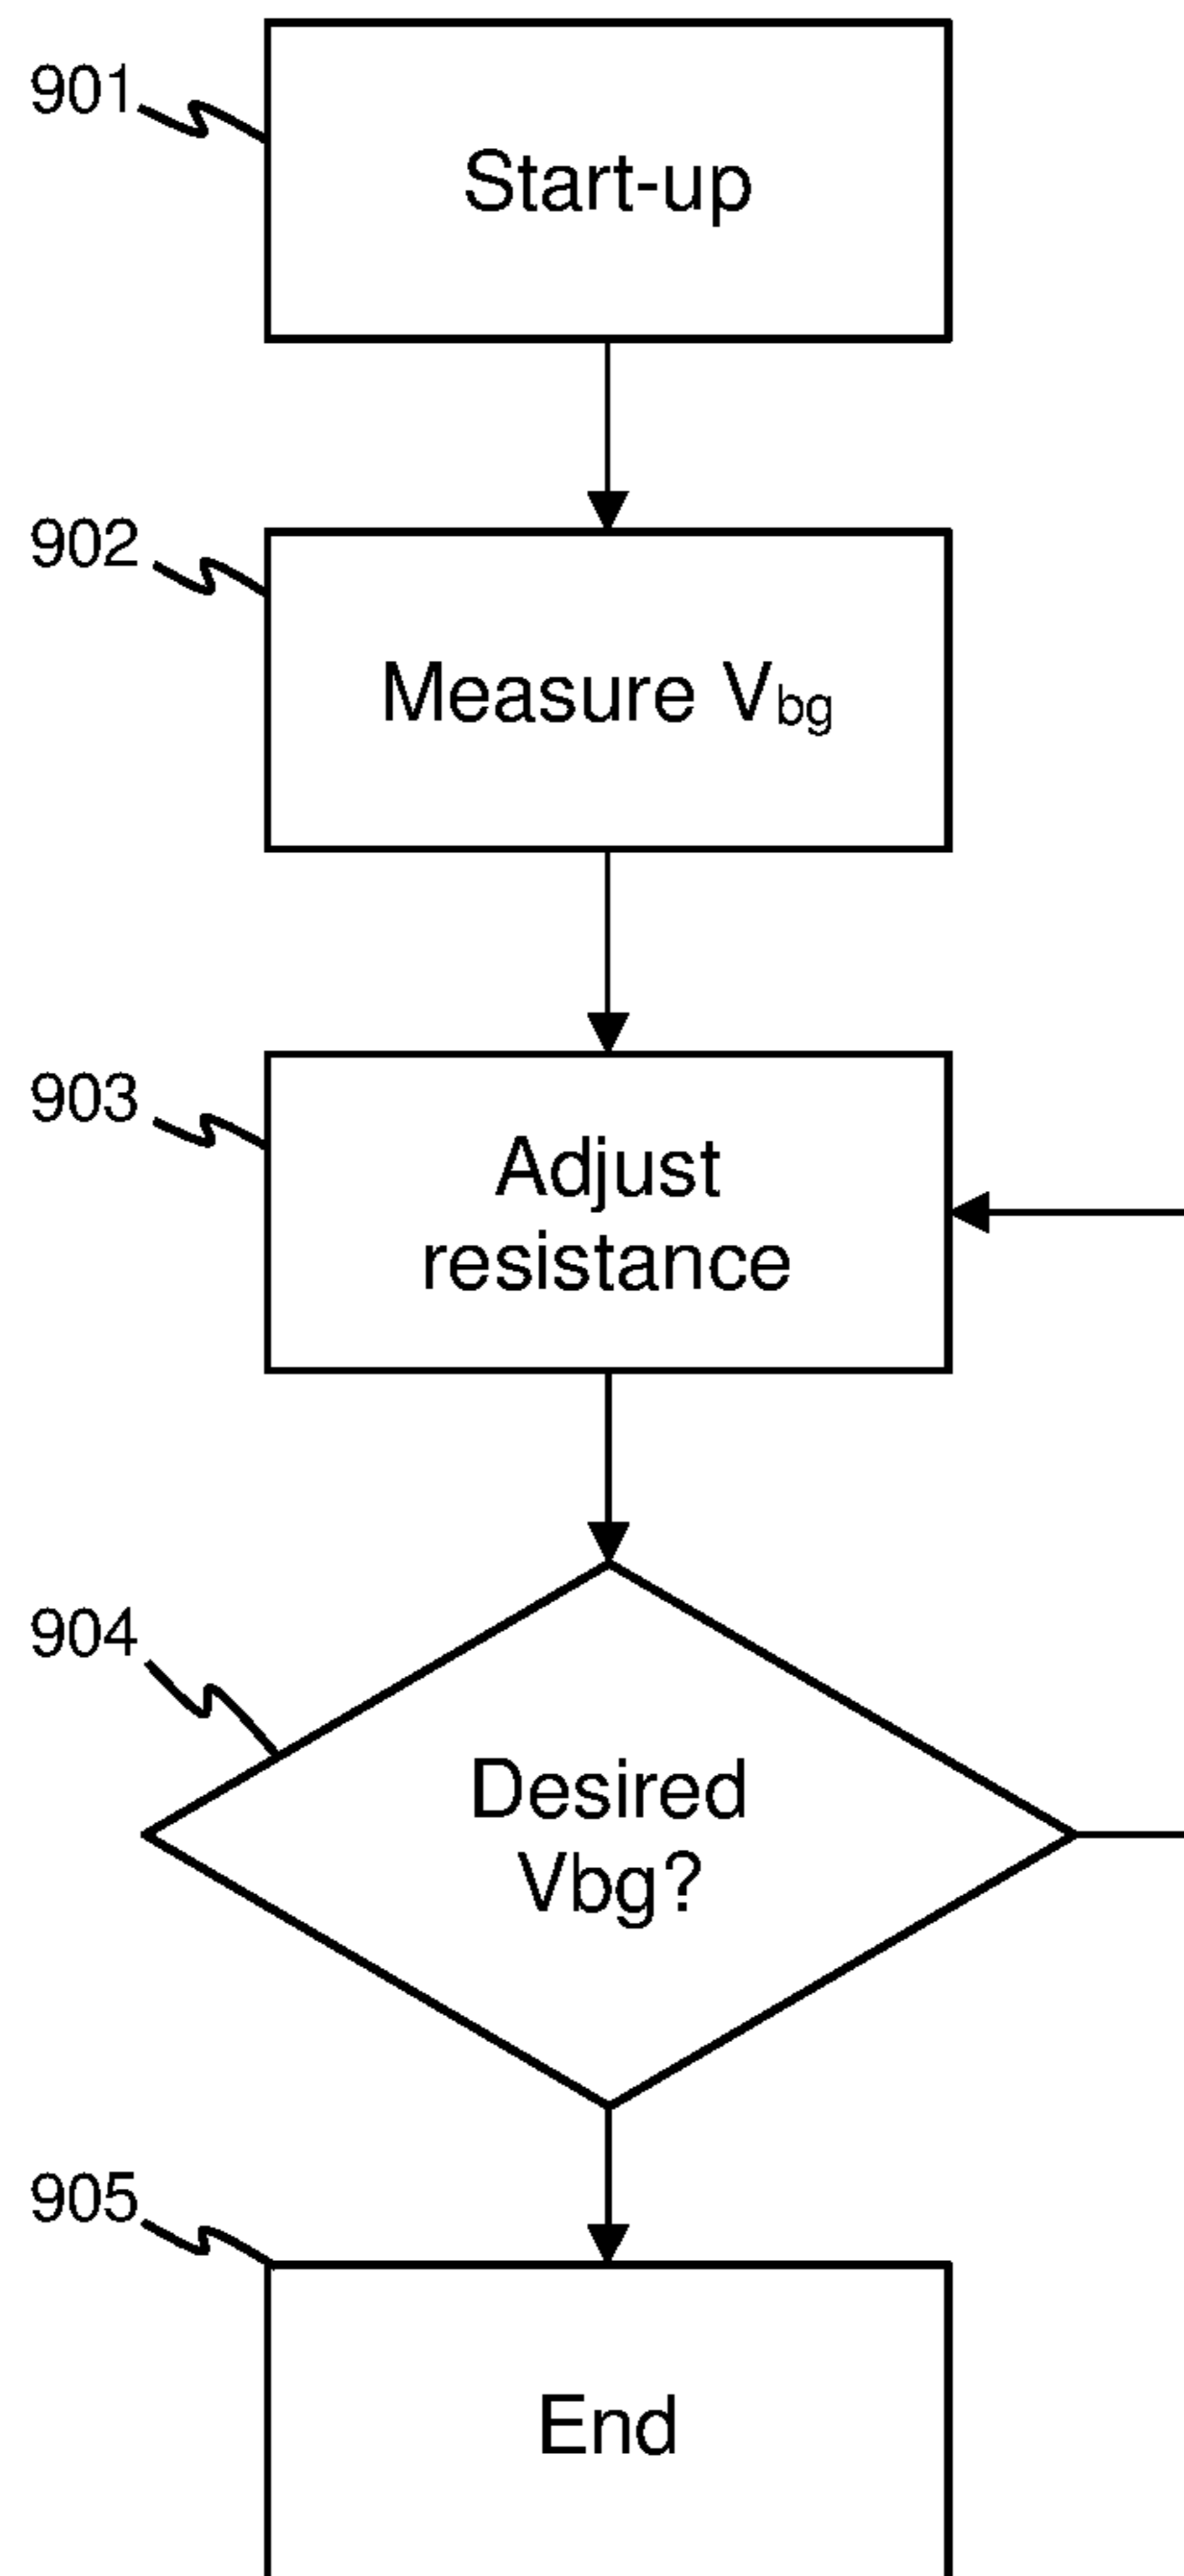 901
Start-up
902
Measure Vbg
903
Adjust
resistance
904
Desired
Vbg?
905
End